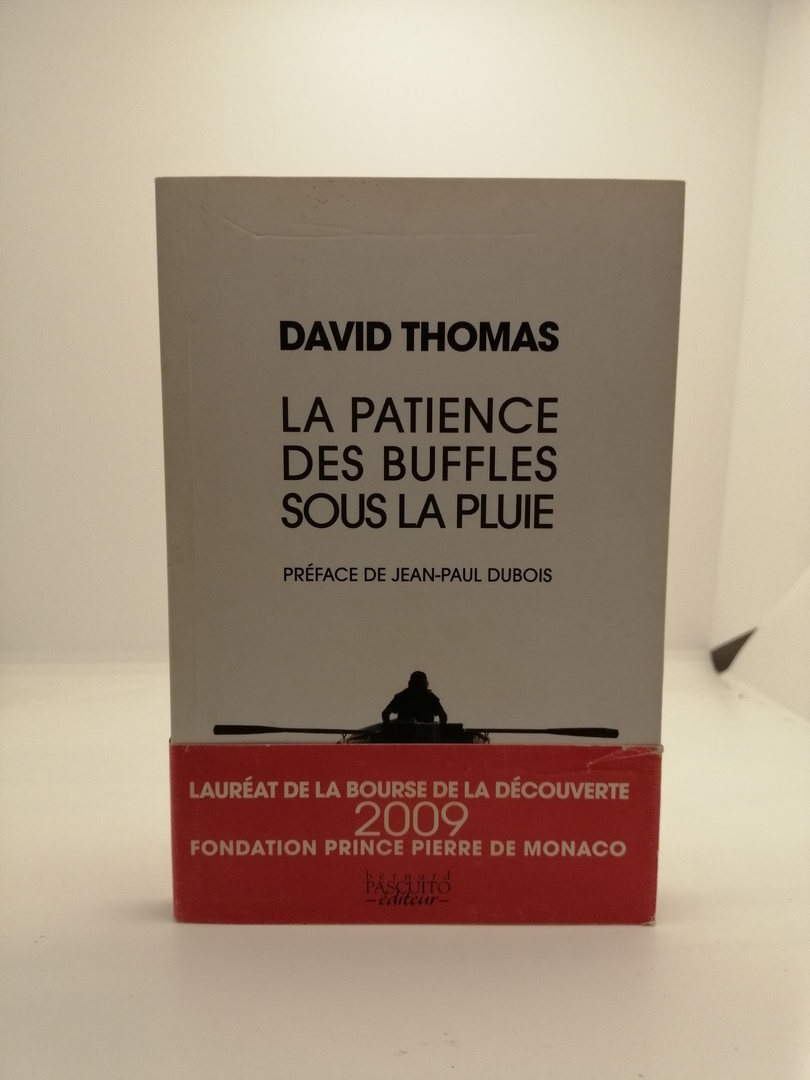 DAVID THOMAS
LA PATIENCE
DES BUFFLES
SOUS LA PLUIE
PRÉFACE DE JEAN-PAUL DUBOIS
LAURÉAT DE LA BOURSE DE LA DÉCOUVERTE
2009
FONDATION PRINCE PIERRE DE MONACO
bernard
PASCUITO
éditeur